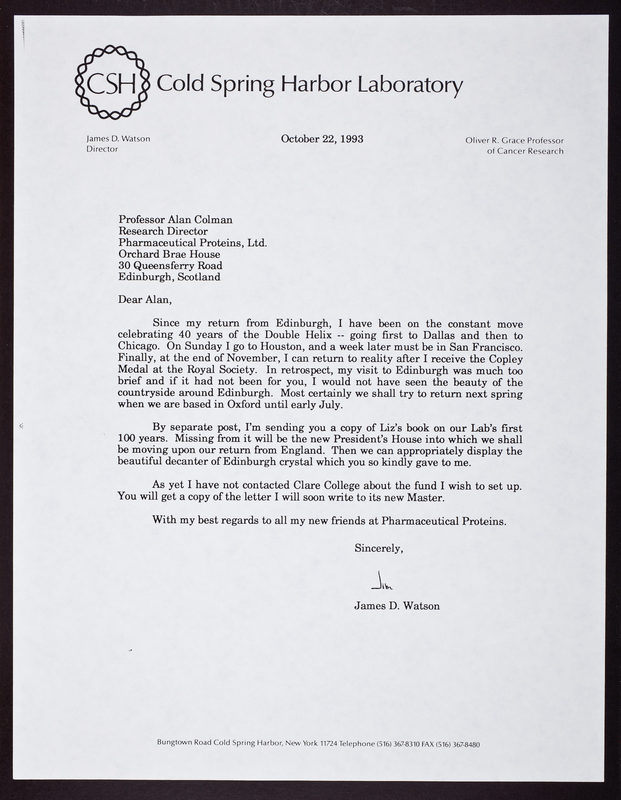 CSH Cold Spring Harbor Laboratory
James D. Watson
Director
October 22, 1993
Oliver R. Grace Professor
of Cancer Research
Professor Alan Colman
Research Director
Pharmaceutical Proteins, Ltd.
Orchard Brae House
30 Queensferry Road
Edinburgh, Scotland
Dear Alan,
Since my return from Edinburgh, I have been on the constant move
celebrating 40 years of the Double Helix -- going first to Dallas and then to
Chicago. On Sunday I go to Houston, and a week later must be in San Francisco.
Finally, at the end of November, I can return to reality after I receive the Copley
Medal at the Royal Society. In retrospect, my visit to Edinburgh was much too
brief and if it had not been for you, I would not have seen the beauty of the
countryside around Edinburgh. Most certainly we shall try to return next spring
when we are based in Oxford until early July.
By separate post, I'm sending you a copy of Liz's book on our Lab's first
100 years. Missing from it will be the new President's House into which we shall
be moving upon our return from England. Then we can appropriately display the
beautiful decanter of Edinburgh crystal which you so kindly gave to me.
As yet I have not contacted Clare College about the fund I wish to set up.
You will get a copy of the letter I will soon write to its new Master.
With my best regards to all my new friends at Pharmaceutical Proteins.
Sincerely,
Jim
James D. Watson
Bungtown Road Cold Spring Harbor, New York 11724 Telephone (516) 367-8310 FAX (516) 367-8480